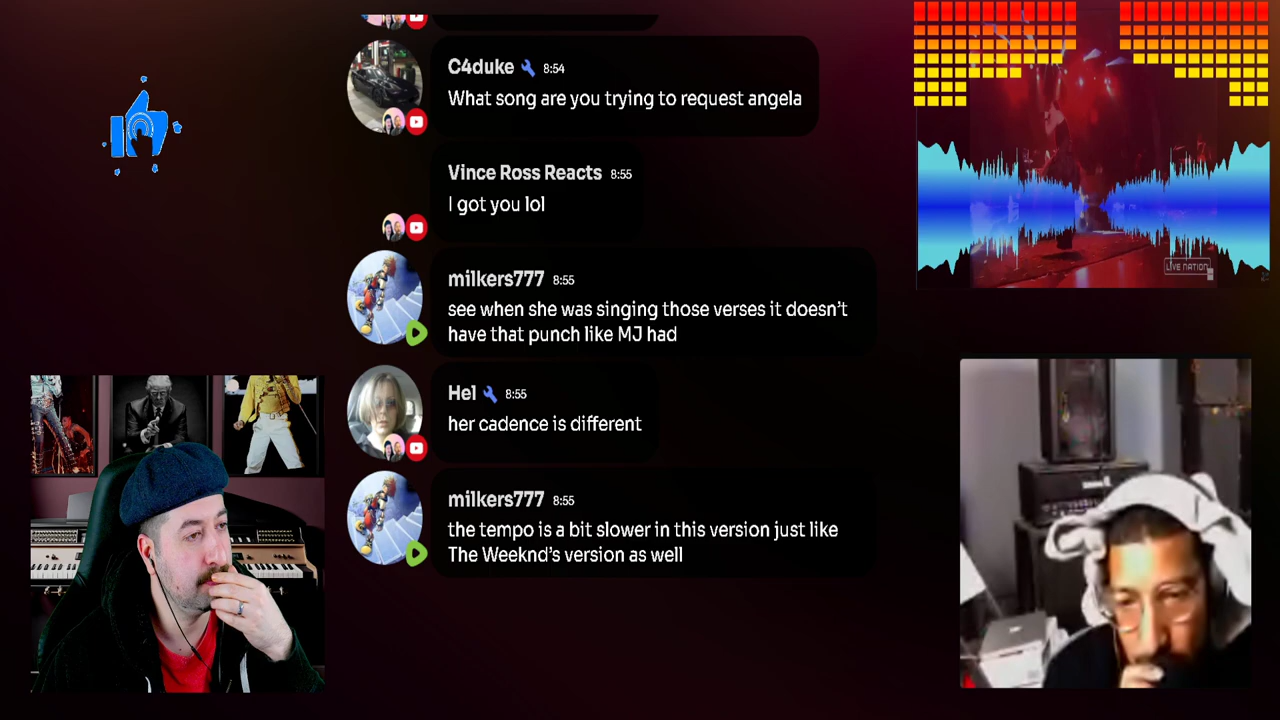 C4duke 8:54
What song are you trying to request angela
Vince Ross Reacts 8:55
I got you lol
milkers777 8:55
see when she was singing those verses it doesn't
have that punch like MJ had
Hel 8:55
her cadence is different
milkers777 8:55
the tempo is a bit slower in this version just like
The Weeknd's version as well
LIVE NATION